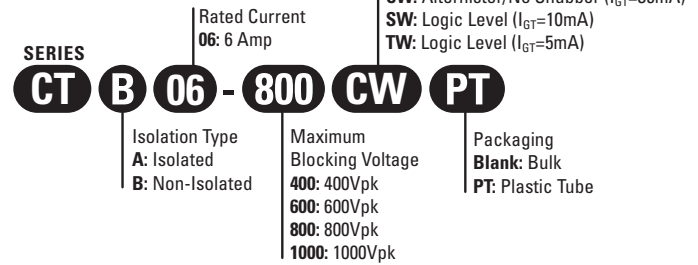 SW: Logic Level (IGT=10mA)
TW: Logic Level (IGT=5mA)
Rated Current
06: 6 Amp
SERIES
CT B 06 - 800 CW PT
Isolation Type
A: Isolated
B: Non-Isolated
Maximum
Blocking Voltage
400: 400Vpk
600: 600Vpk
800: 800Vpk
1000: 1000Vpk
Packaging
Blank: Bulk
PT: Plastic Tube